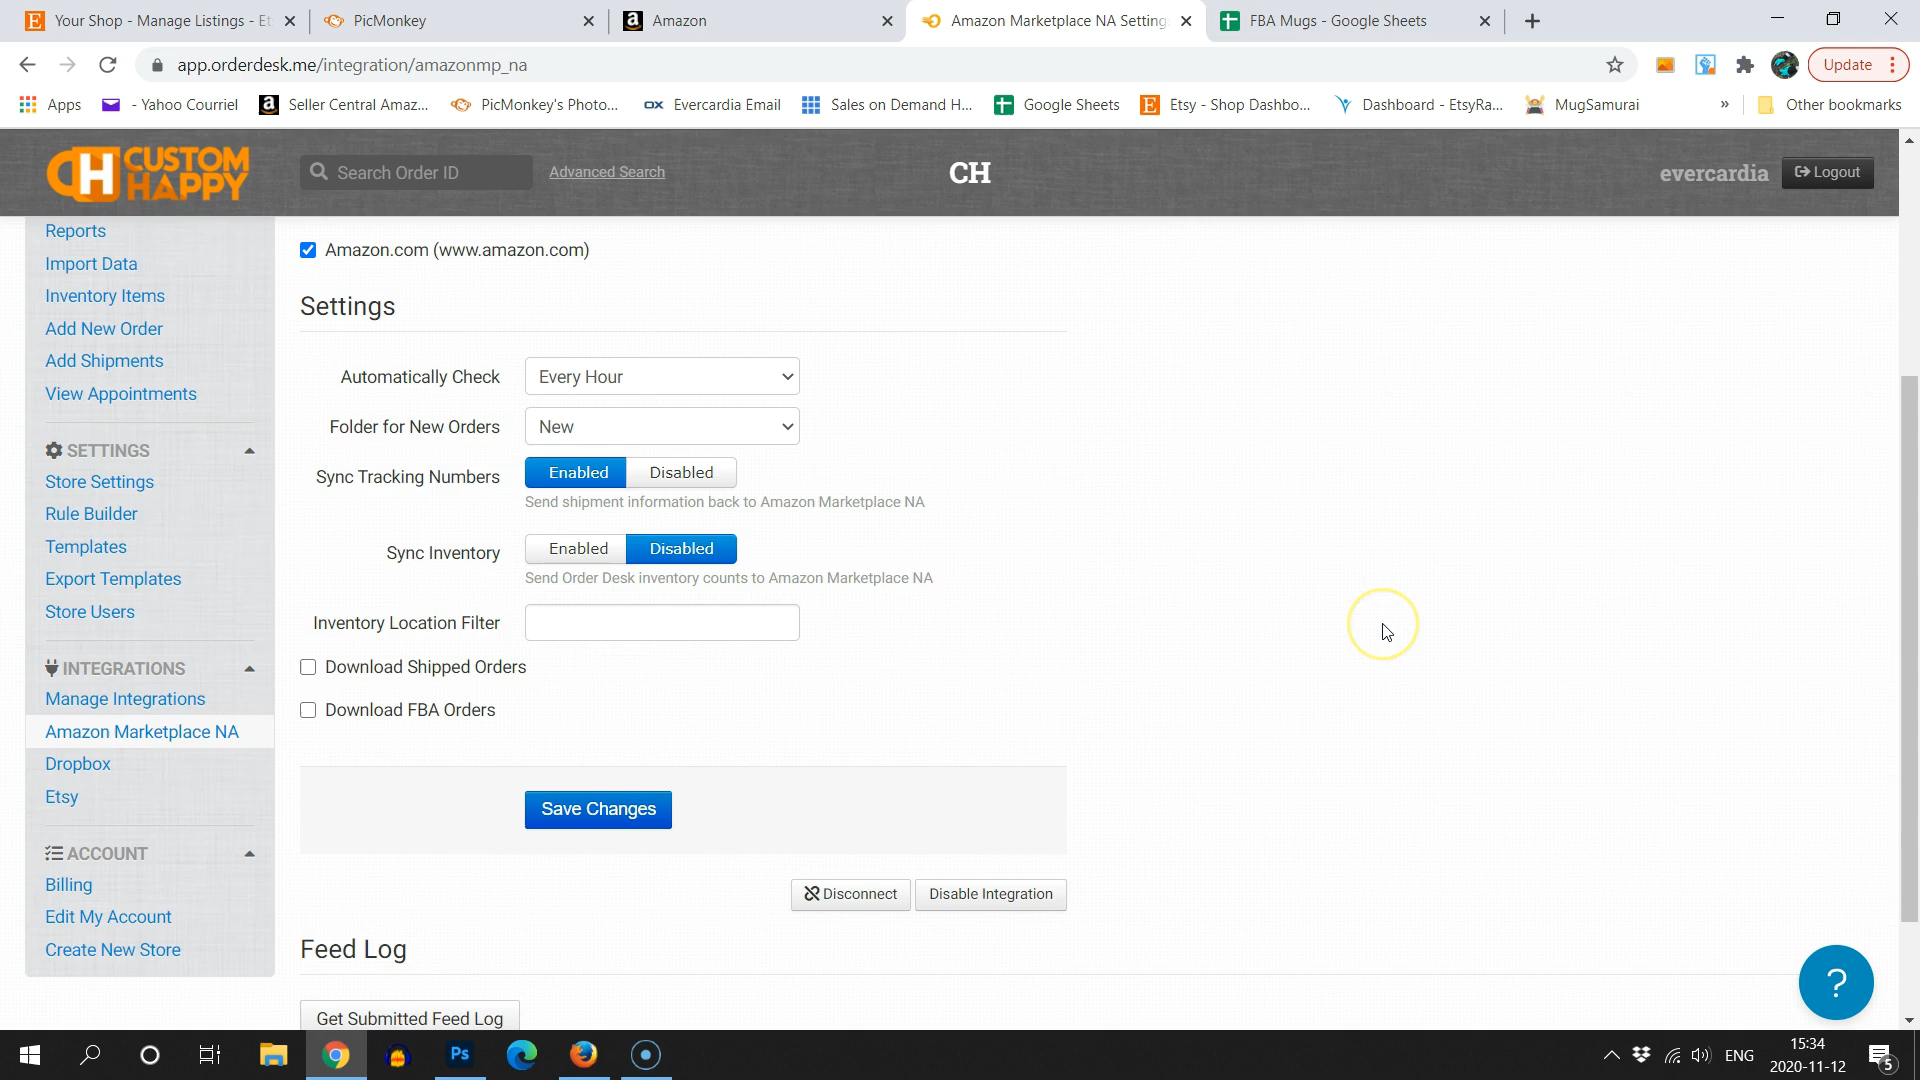 Your Shop - Manage Listings - Et
PicMonkey
Amazon
Amazon Marketplace NA Setting
FBA Mugs - Google Sheets
app.orderdesk.me/integration/amazonmp_na
Update
Apps
- Yahoo Courriel
Seller Central Amaz...
PicMonkey's Photo...
Evercardia Email
Sales on Demand H...
Google Sheets
Etsy - Shop Dashbo...
Dashboard - EtsyRa...
MugSamurai
»
Other bookmarks
CH CUSTOM HAPPY
Search Order ID
Advanced Search
CH
evercardia
Logout
Reports
Import Data
Inventory Items
Add New Order
Add Shipments
View Appointments
SETTINGS
Store Settings
Rule Builder
Templates
Export Templates
Store Users
INTEGRATIONS
Manage Integrations
Amazon Marketplace NA
Dropbox
Etsy
ACCOUNT
Billing
Edit My Account
Create New Store
Amazon.com (www.amazon.com)
Settings
Automatically Check
Every Hour
Folder for New Orders
New
Sync Tracking Numbers
Enabled
Disabled
Send shipment information back to Amazon Marketplace NA
Sync Inventory
Enabled
Disabled
Send Order Desk inventory counts to Amazon Marketplace NA
Inventory Location Filter
Download Shipped Orders
Download FBA Orders
Save Changes
Disconnect
Disable Integration
Feed Log
Get Submitted Feed Log
?
Ps
ENG
15:34
2020-11-12
5